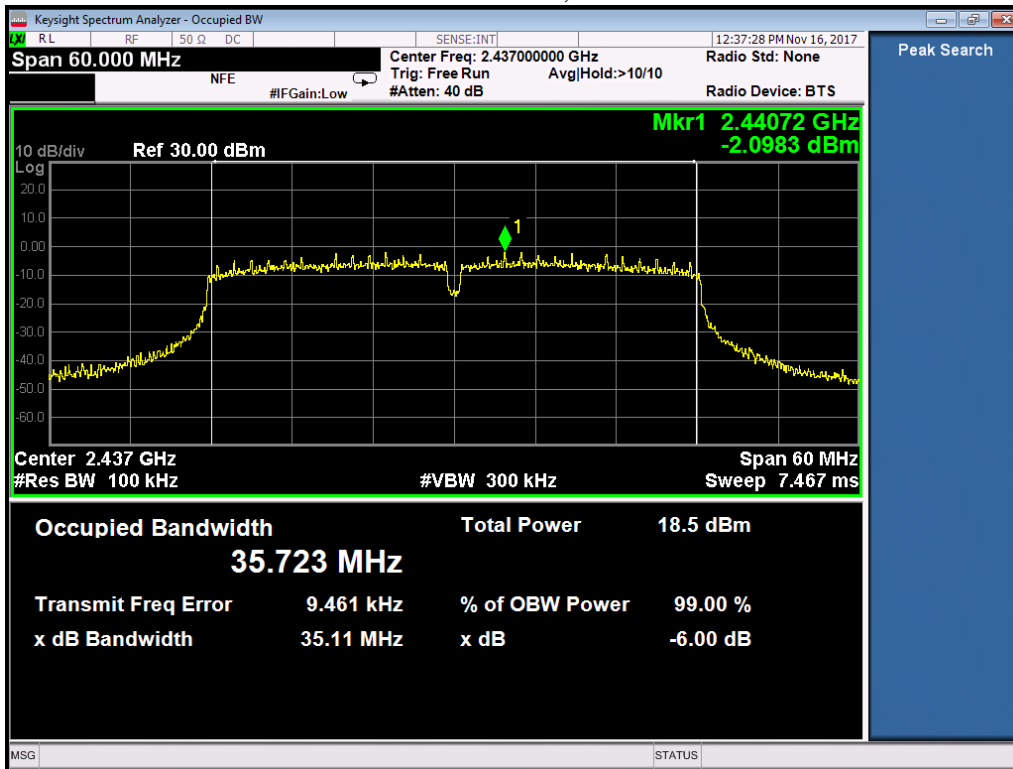 Keysight Spectrum Analyzer - Occupied BW
LXI RL RF 50 Ω DC SENSE:INT 12:37:28 PM Nov 16, 2017
Span 60.000 MHz Center Freq: 2.437000000 GHz Radio Std: None
NFE Trig: Free Run Avg|Hold:>10/10
#IFGain:Low #Atten: 40 dB Radio Device: BTS
Peak Search
Mkr1 2.44072 GHz
10 dB/div Ref 30.00 dBm -2.0983 dBm
Log
20.0
10.0
1
0.00
-10.0
-20.0
-30.0
-40.0
-50.0
-60.0
Center 2.437 GHz Span 60 MHz
#Res BW 100 kHz #VBW 300 kHz Sweep 7.467 ms
Occupied Bandwidth Total Power 18.5 dBm
35.723 MHz
Transmit Freq Error 9.461 kHz % of OBW Power 99.00 %
x dB Bandwidth 35.11 MHz x dB -6.00 dB
MSG STATUS